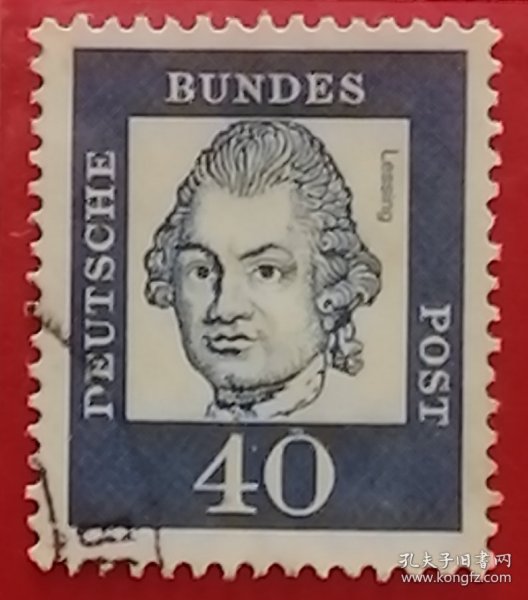 DEUTSCHE
BUNDES
POST
Lessing
40
孔夫子旧书网
www.kongfz.com